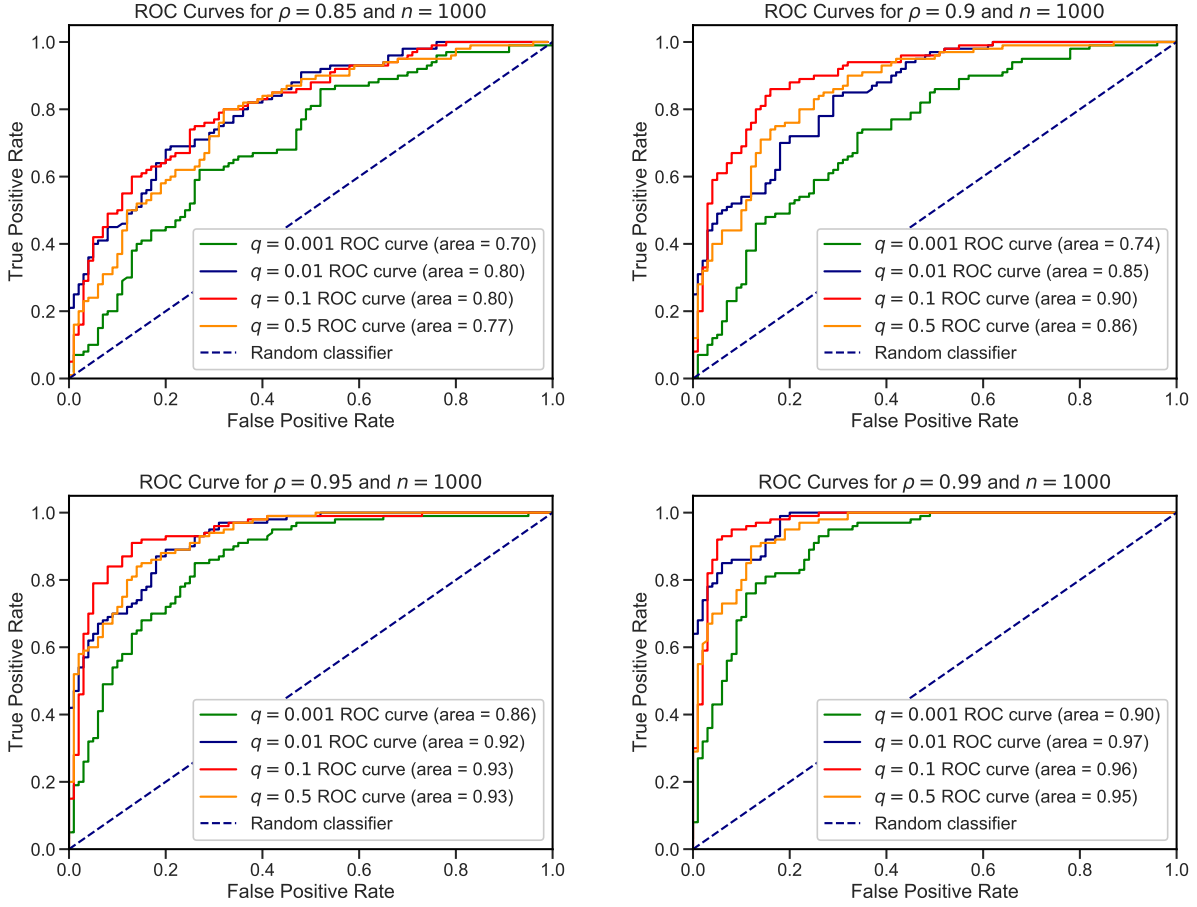 ROC Curves for ρ = 0.85 and n = 1000
True Positive Rate
1.0
0.8
0.6
0.4
0.2
0.0
q = 0.001 ROC curve (area = 0.70)
q = 0.01 ROC curve (area = 0.80)
q = 0.1 ROC curve (area = 0.80)
q = 0.5 ROC curve (area = 0.77)
Random classifier
0.0 0.2 0.4 0.6 0.8 1.0
False Positive Rate
ROC Curves for ρ = 0.9 and n = 1000
True Positive Rate
1.0
0.8
0.6
0.4
0.2
0.0
q = 0.001 ROC curve (area = 0.74)
q = 0.01 ROC curve (area = 0.85)
q = 0.1 ROC curve (area = 0.90)
q = 0.5 ROC curve (area = 0.86)
Random classifier
0.0 0.2 0.4 0.6 0.8 1.0
False Positive Rate
ROC Curve for ρ = 0.95 and n = 1000
True Positive Rate
1.0
0.8
0.6
0.4
0.2
0.0
q = 0.001 ROC curve (area = 0.86)
q = 0.01 ROC curve (area = 0.92)
q = 0.1 ROC curve (area = 0.93)
q = 0.5 ROC curve (area = 0.93)
Random classifier
0.0 0.2 0.4 0.6 0.8 1.0
False Positive Rate
ROC Curves for ρ = 0.99 and n = 1000
True Positive Rate
1.0
0.8
0.6
0.4
0.2
0.0
q = 0.001 ROC curve (area = 0.90)
q = 0.01 ROC curve (area = 0.97)
q = 0.1 ROC curve (area = 0.96)
q = 0.5 ROC curve (area = 0.95)
Random classifier
0.0 0.2 0.4 0.6 0.8 1.0
False Positive Rate